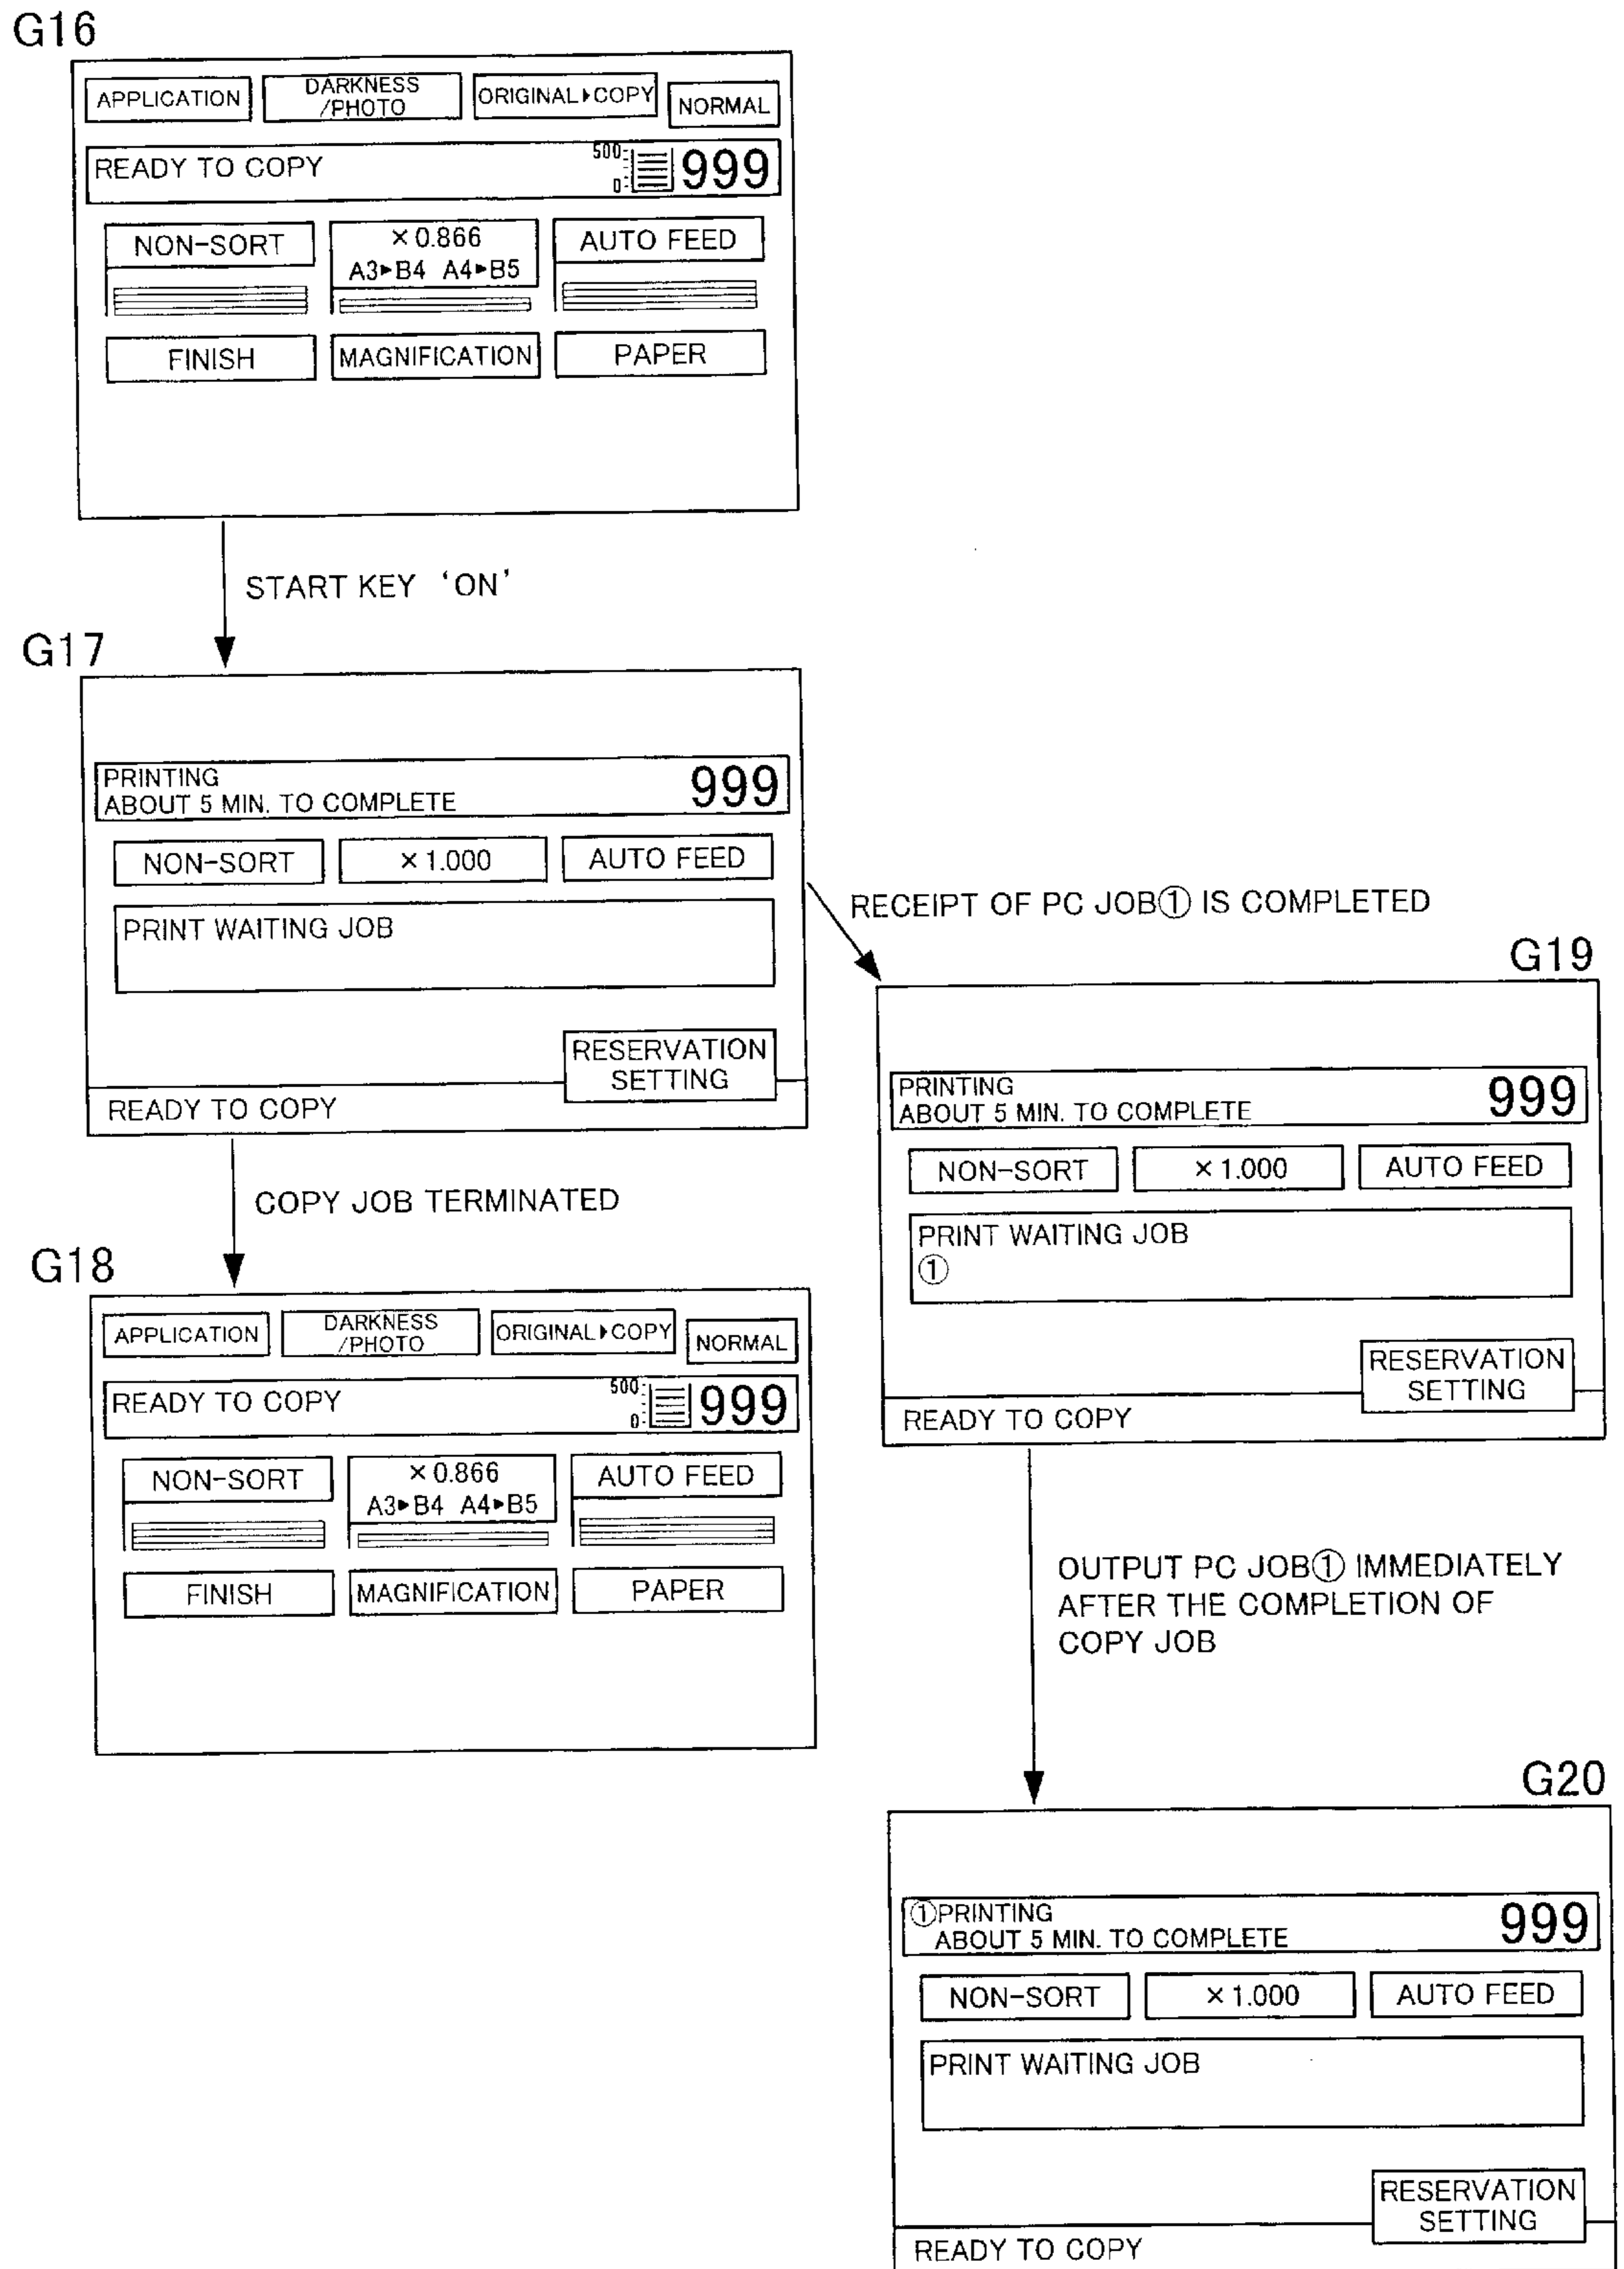 G16
APPLICATION
DARKNESS
/PHOTO
ORIGINAL▶COPY
NORMAL
READY TO COPY
500
0
999
NON-SORT
×0.866
A3▶B4 A4▶B5
AUTO FEED
FINISH
MAGNIFICATION
PAPER
START KEY ‘ON’
G17
PRINTING
ABOUT 5 MIN. TO COMPLETE
999
NON-SORT
×1.000
AUTO FEED
PRINT WAITING JOB
RESERVATION
SETTING
READY TO COPY
RECEIPT OF PC JOB① IS COMPLETED
COPY JOB TERMINATED
G18
APPLICATION
DARKNESS
/PHOTO
ORIGINAL▶COPY
NORMAL
READY TO COPY
500
0
999
NON-SORT
×0.866
A3▶B4 A4▶B5
AUTO FEED
FINISH
MAGNIFICATION
PAPER
G19
PRINTING
ABOUT 5 MIN. TO COMPLETE
999
NON-SORT
×1.000
AUTO FEED
PRINT WAITING JOB
①
RESERVATION
SETTING
READY TO COPY
OUTPUT PC JOB① IMMEDIATELY
AFTER THE COMPLETION OF
COPY JOB
G20
①PRINTING
ABOUT 5 MIN. TO COMPLETE
999
NON-SORT
×1.000
AUTO FEED
PRINT WAITING JOB
RESERVATION
SETTING
READY TO COPY